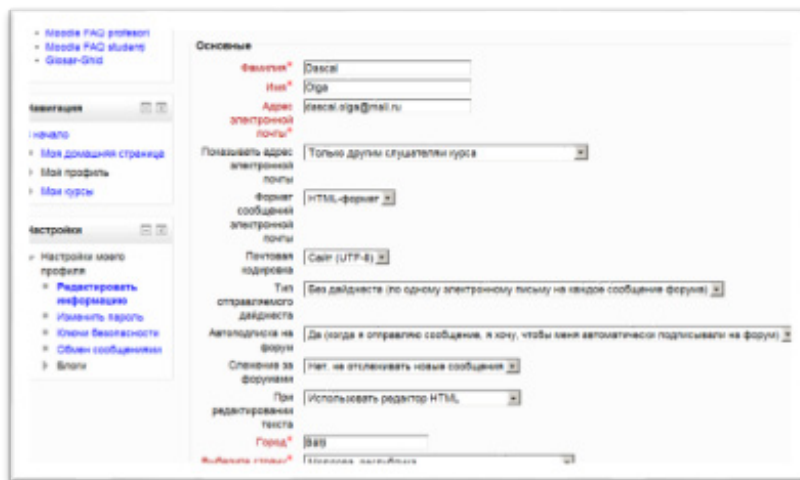 Moodle FAQ profesori
Moodle FAQ studenți
Glosar-Ghid
Навигация
В начало
Моя домашняя страница
Мой профиль
Мои курсы
Настройки
Настройки моего
профиля
Редактировать
информацию
Изменить пароль
Ключи безопасности
Обмен сообщениями
Блоги
Основные
Фамилия* Dascal
Имя* Olga
Адрес dascal.olga@mail.ru
электронной
почты*
Показывать адрес Только другим слушателям курса
электронной
почты
Формат HTML-формат
сообщений
электронной
почты
Почтовая Сайт (UTF-8)
кодировка
Тип Без дайджеста (по одному электронному письму на каждое сообщение форума)
отправляемого
дайджеста
Автоподписка на Да (когда я отправляю сообщение, я хочу, чтобы меня автоматически подписывали на форум)
форум
Слежение за Нет, не отслеживать новые сообщения
форумами
При Использовать редактор HTML
редактировании
текста
Город*
Выберите страну* Молдова, республика